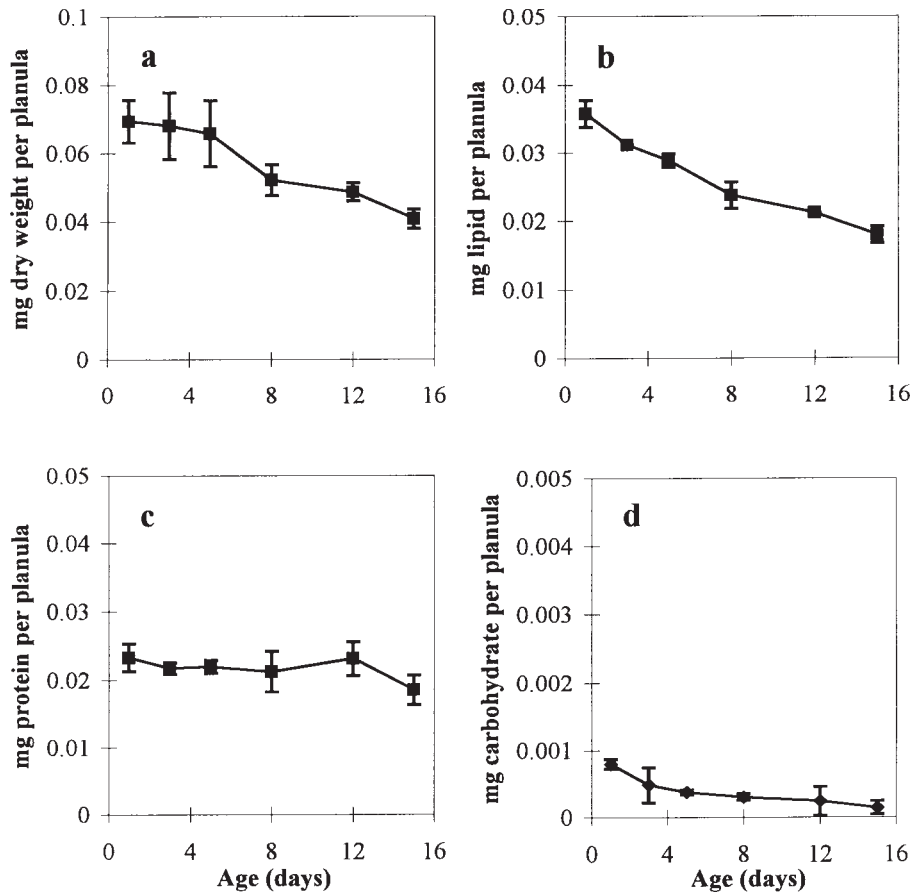 a
mg dry weight per planula
0.1
0.08
0.06
0.04
0.02
0
0 4 8 12 16
b
mg lipid per planula
0.05
0.04
0.03
0.02
0.01
0
0 4 8 12 16
c
mg protein per planula
0.05
0.04
0.03
0.02
0.01
0
0 4 8 12 16
Age (days)
d
mg carbohydrate per planula
0.005
0.004
0.003
0.002
0.001
0
0 4 8 12 16
Age (days)